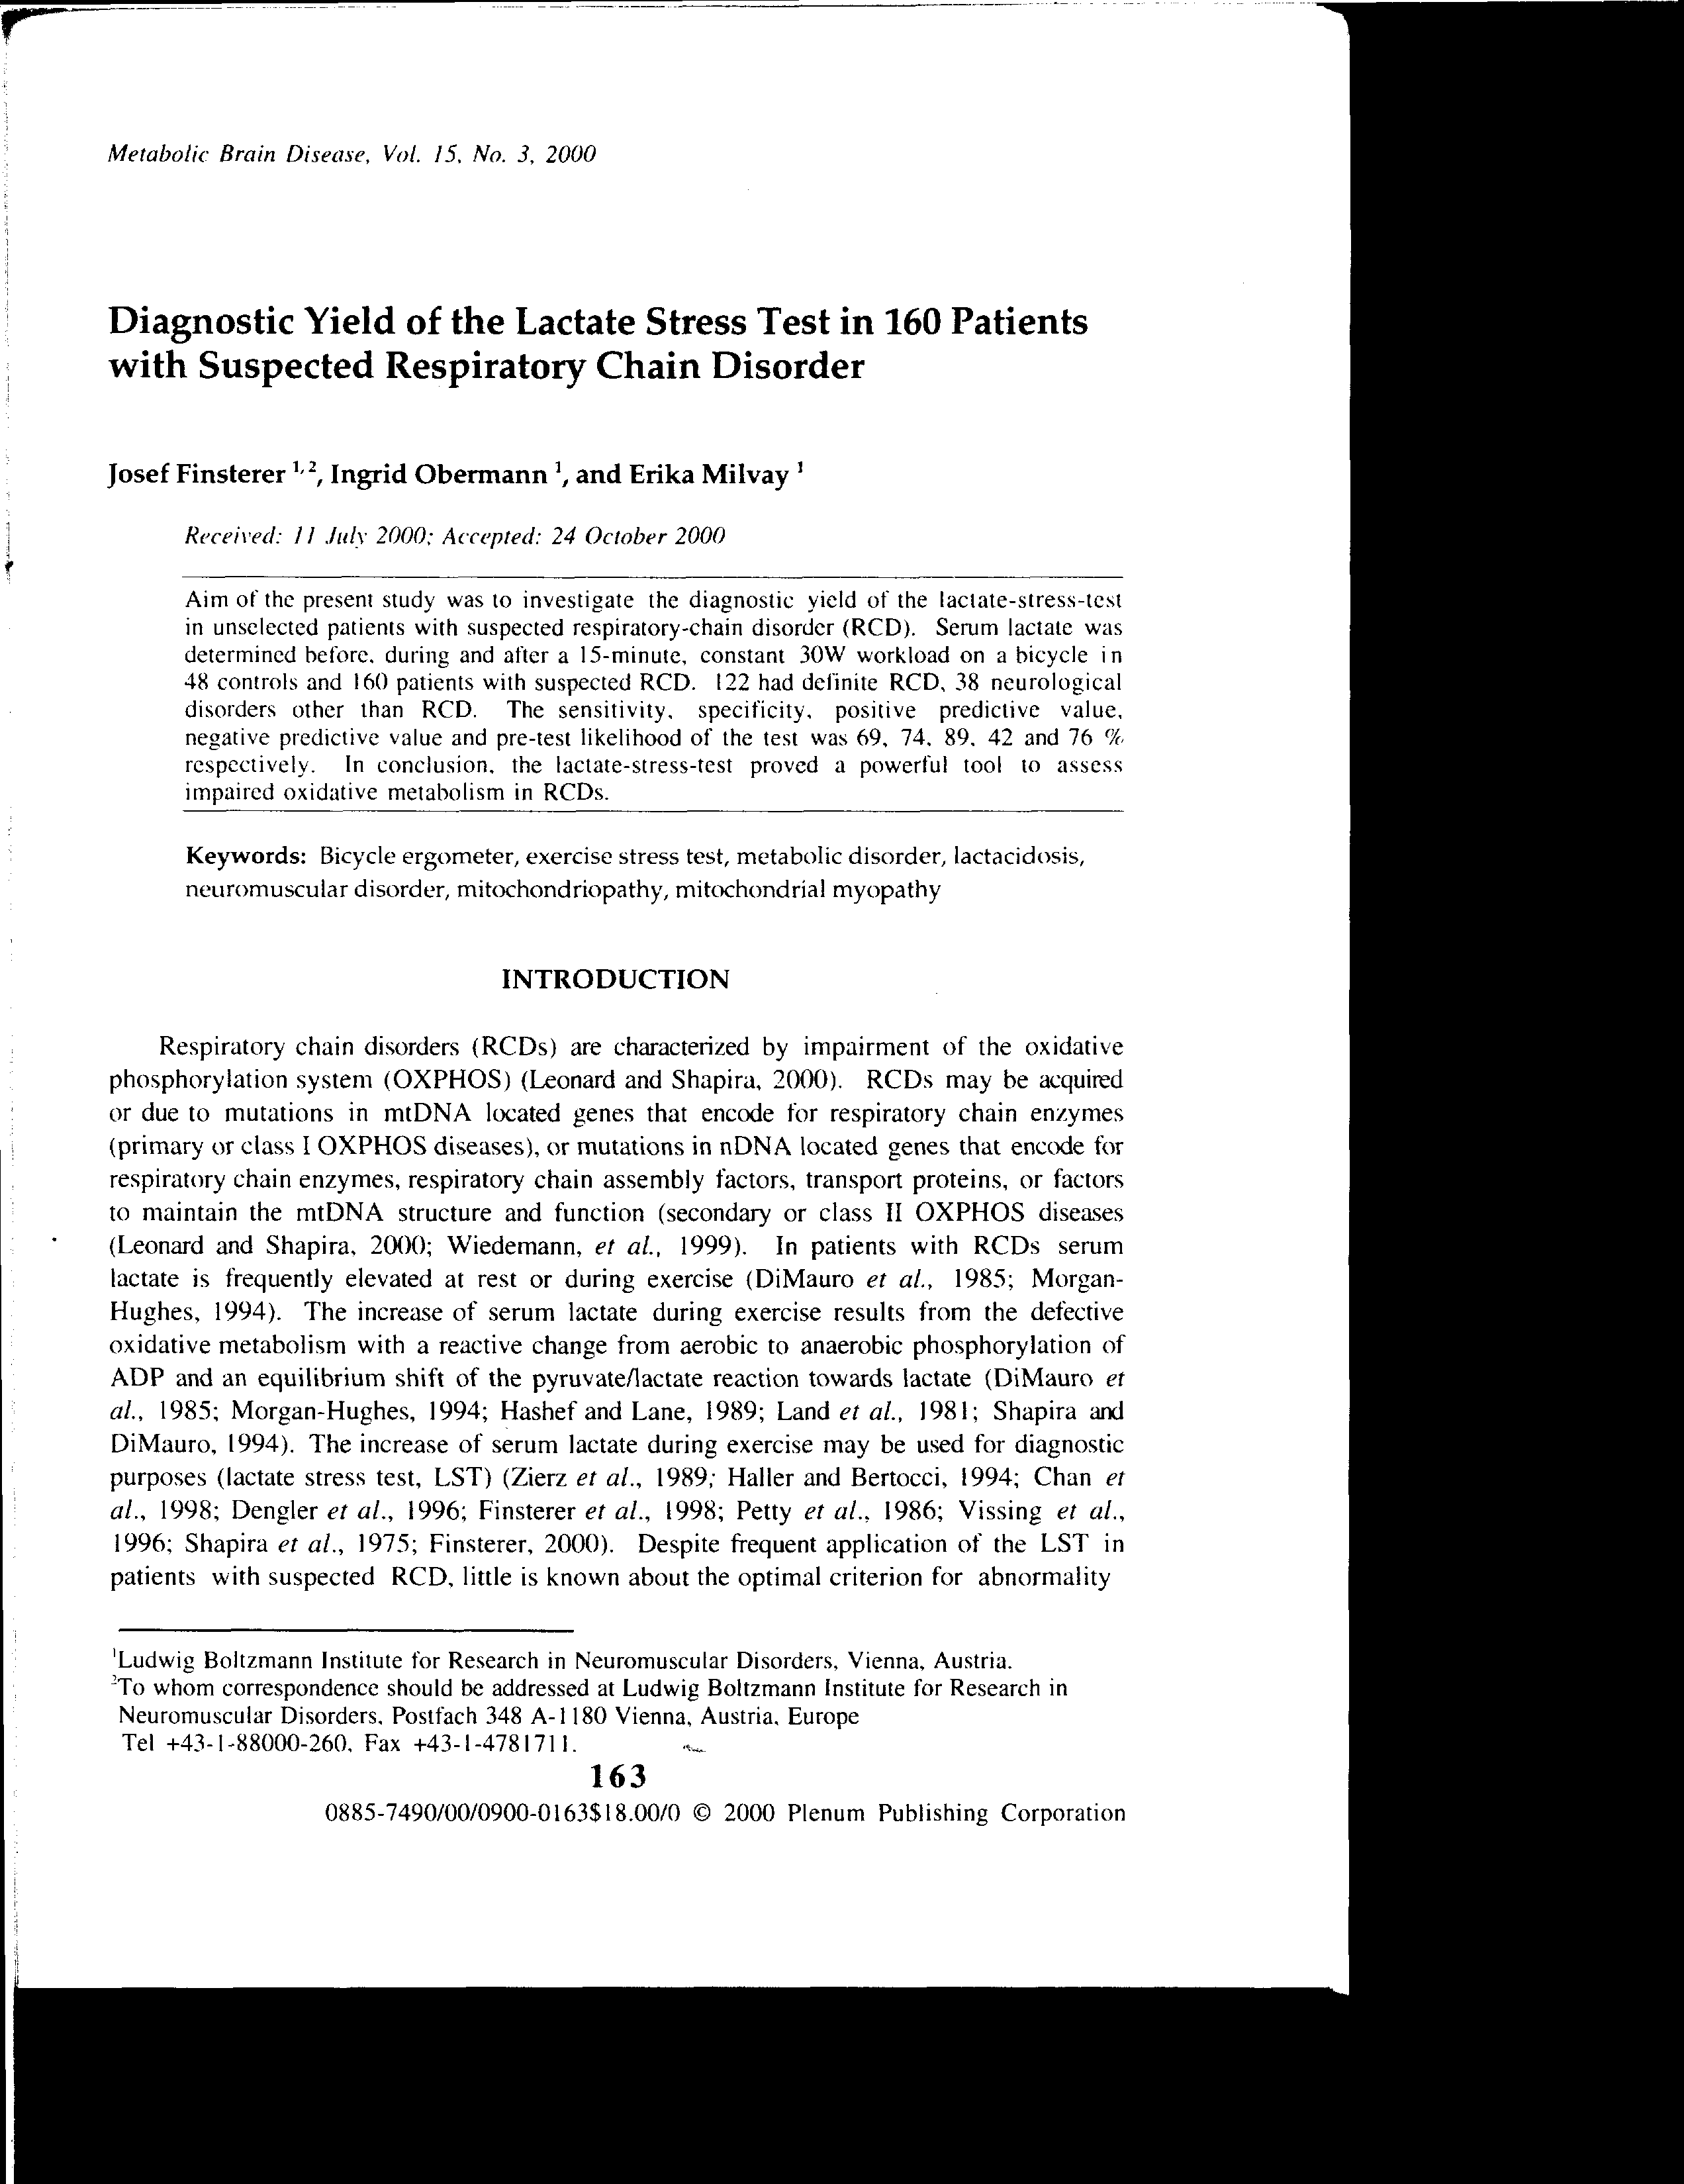 Metabolic Brain Disease, Vol. 15, No. 3, 2000
Diagnostic Yield of the Lactate Stress Test in 160 Patients
with Suspected Respiratory Chain Disorder
Josef Finsterer 1,2, Ingrid Obermann 1, and Erika Milvay 1
Received: 11 July 2000; Accepted: 24 October 2000
Aim of the present study was to investigate the diagnostic yield of the lactate-stress-test
in unselected patients with suspected respiratory-chain disorder (RCD). Serum lactate was
determined before, during and after a 15-minute, constant 30W workload on a bicycle in
48 controls and 160 patients with suspected RCD. 122 had definite RCD, 38 neurological
disorders other than RCD. The sensitivity, specificity, positive predictive value,
negative predictive value and pre-test likelihood of the test was 69, 74, 89, 42 and 76 %
respectively. In conclusion, the lactate-stress-test proved a powerful tool to assess
impaired oxidative metabolism in RCDs.
Keywords: Bicycle ergometer, exercise stress test, metabolic disorder, lactacidosis,
neuromuscular disorder, mitochondriopathy, mitochondrial myopathy
INTRODUCTION
Respiratory chain disorders (RCDs) are characterized by impairment of the oxidative
phosphorylation system (OXPHOS) (Leonard and Shapira, 2000). RCDs may be acquired
or due to mutations in mtDNA located genes that encode for respiratory chain enzymes
(primary or class I OXPHOS diseases), or mutations in nDNA located genes that encode for
respiratory chain enzymes, respiratory chain assembly factors, transport proteins, or factors
to maintain the mtDNA structure and function (secondary or class II OXPHOS diseases
(Leonard and Shapira, 2000; Wiedemann, et al., 1999). In patients with RCDs serum
lactate is frequently elevated at rest or during exercise (DiMauro et al., 1985; Morgan-
Hughes, 1994). The increase of serum lactate during exercise results from the defective
oxidative metabolism with a reactive change from aerobic to anaerobic phosphorylation of
ADP and an equilibrium shift of the pyruvate/lactate reaction towards lactate (DiMauro et
al., 1985; Morgan-Hughes, 1994; Hashef and Lane, 1989; Land et al., 1981; Shapira and
DiMauro, 1994). The increase of serum lactate during exercise may be used for diagnostic
purposes (lactate stress test, LST) (Zierz et al., 1989; Haller and Bertocci, 1994; Chan et
al., 1998; Dengler et al., 1996; Finsterer et al., 1998; Petty et al., 1986; Vissing et al.,
1996; Shapira et al., 1975; Finsterer, 2000). Despite frequent application of the LST in
patients with suspected RCD, little is known about the optimal criterion for abnormality
1Ludwig Boltzmann Institute for Research in Neuromuscular Disorders, Vienna, Austria.
2To whom correspondence should be addressed at Ludwig Boltzmann Institute for Research in
Neuromuscular Disorders, Postfach 348 A-1180 Vienna, Austria, Europe
Tel +43-1-88000-260, Fax +43-1-4781711.
163
0885-7490/00/0900-0163$18.00/0 © 2000 Plenum Publishing Corporation